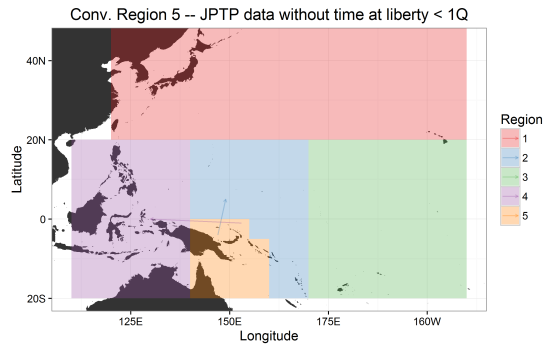 Conv. Region 5 -- JPTP data without time at liberty < 1Q
Latitude
40N
20N
0
20S
125E
150E
175E
160W
Longitude
Region
1
2
3
4
5